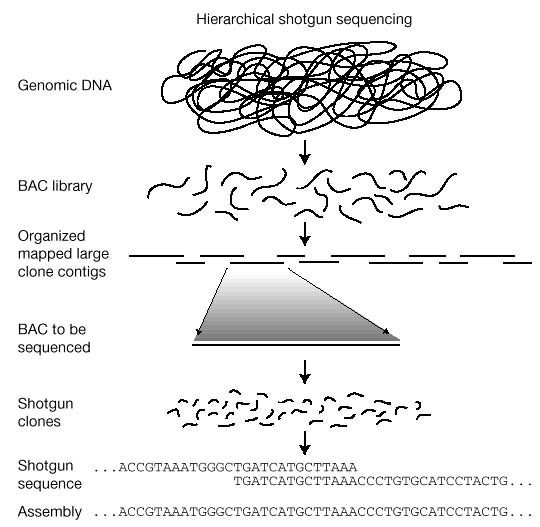 Hierarchical shotgun sequencing
Genomic DNA
BAC library
Organized
mapped large
clone contigs
BAC to be
sequenced
Shotgun
clones
Shotgun
sequence
...ACCGTAAATGGGCTGATCATGCTTAAA
TGATCATGCTTAAACCCTGTGCATCCTACTG...
Assembly
...ACCGTAAATGGGCTGATCATGCTTAAACCCTGTGCATCCTACTG...